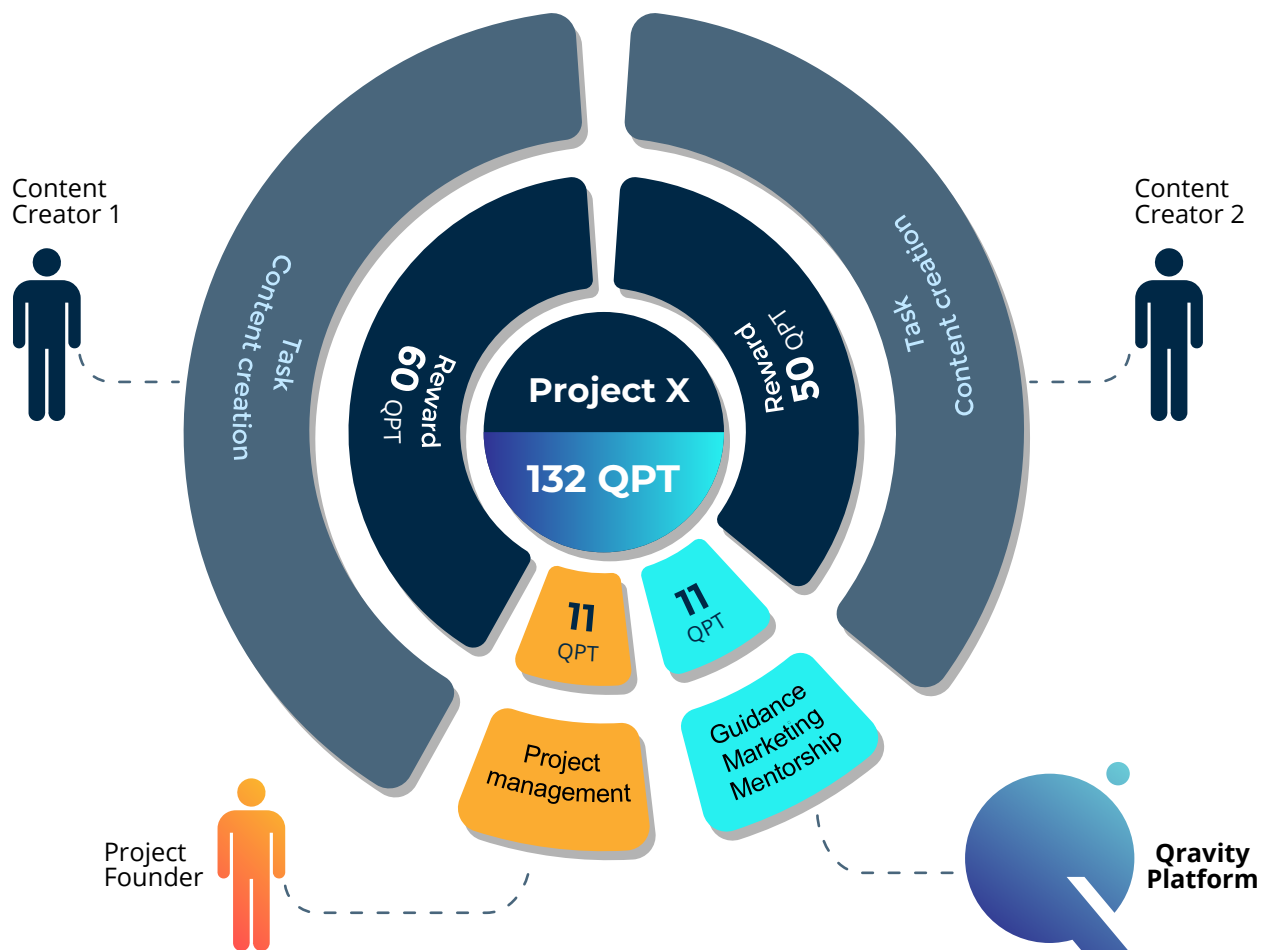 Content
Creator 1
Content
Creator 2
Task
Content creation
Task
Content creation
Reward
60 QPT
Reward
50 QPT
Project X
132 QPT
11
QPT
11
QPT
Project
management
Guidance
Marketing
Mentorship
Project
Founder
Qravity
Platform